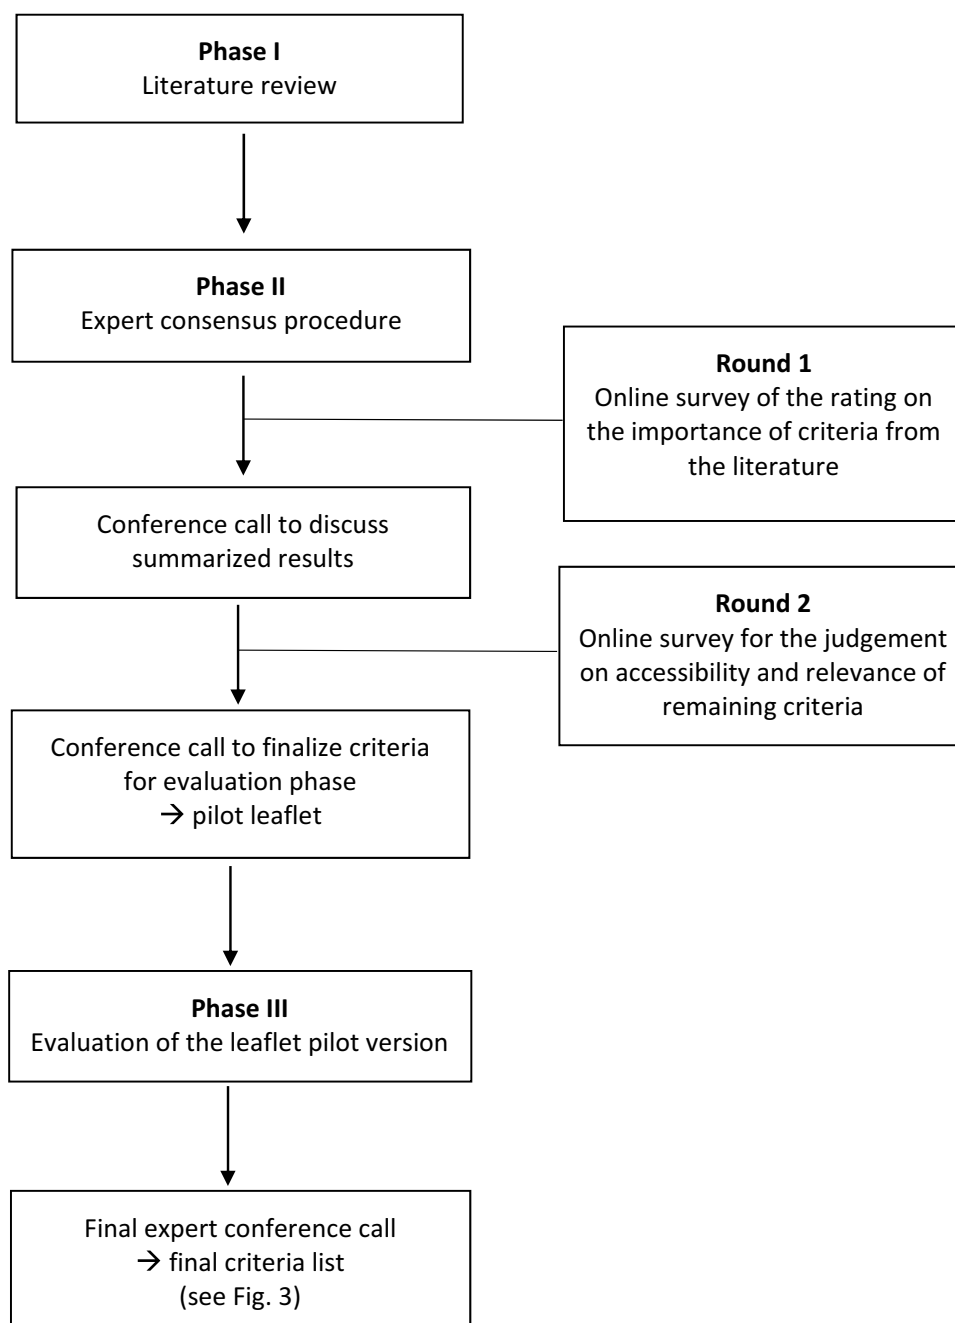 Phase I
Literature review
Phase II
Expert consensus procedure
Round 1
Online survey of the rating on
the importance of criteria from
the literature
Conference call to discuss
summarized results
Round 2
Online survey for the judgement
on accessibility and relevance of
remaining criteria
Conference call to finalize criteria
for evaluation phase
→ pilot leaflet
Phase III
Evaluation of the leaflet pilot version
Final expert conference call
→ final criteria list
(see Fig. 3)